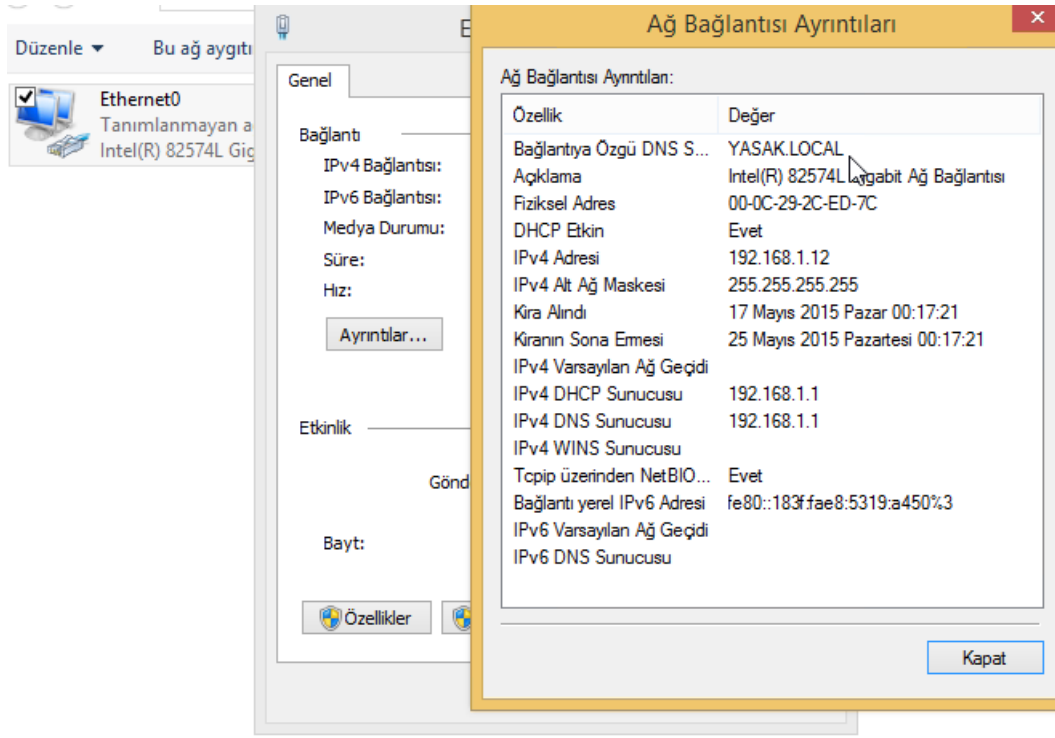 Düzenle
Bu ağ aygıtı
Ethernet0
Tanımlanmayan a
Intel(R) 82574L Gig
Genel
Bağlantı
IPv4 Bağlantısı:
IPv6 Bağlantısı:
Medya Durumu:
Süre:
Hız:
Ayrıntılar...
Etkinlik
Gönd
Bayt:
Özellikler
Ağ Bağlantısı Ayrıntıları
Ağ Bağlantısı Ayrıntıları:
Özellik Değer
Bağlantıya Özgü DNS S... YASAK.LOCAL
Açıklama Intel(R) 82574L Gigabit Ağ Bağlantısı
Fiziksel Adres 00-0C-29-2C-ED-7C
DHCP Etkin Evet
IPv4 Adresi 192.168.1.12
IPv4 Alt Ağ Maskesi 255.255.255.255
Kira Alındı 17 Mayıs 2015 Pazar 00:17:21
Kiranın Sona Ermesi 25 Mayıs 2015 Pazartesi 00:17:21
IPv4 Varsayılan Ağ Geçidi
IPv4 DHCP Sunucusu 192.168.1.1
IPv4 DNS Sunucusu 192.168.1.1
IPv4 WINS Sunucusu
Tcpip üzerinden NetBIO... Evet
Bağlantı yerel IPv6 Adresi fe80::183f:fae8:5319:a450%3
IPv6 Varsayılan Ağ Geçidi
IPv6 DNS Sunucusu
Kapat